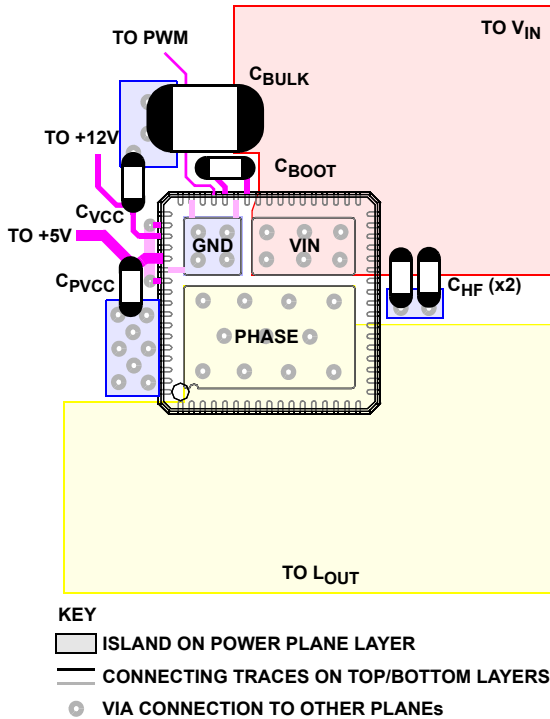 TO VIN
TO PWM
CBULK
TO +12V
CBOOT
CVCC
TO +5V
GND
VIN
CPVCC
CHF (x2)
PHASE
TO LOUT
KEY
ISLAND ON POWER PLANE LAYER
CONNECTING TRACES ON TOP/BOTTOM LAYERS
VIA CONNECTION TO OTHER PLANEs